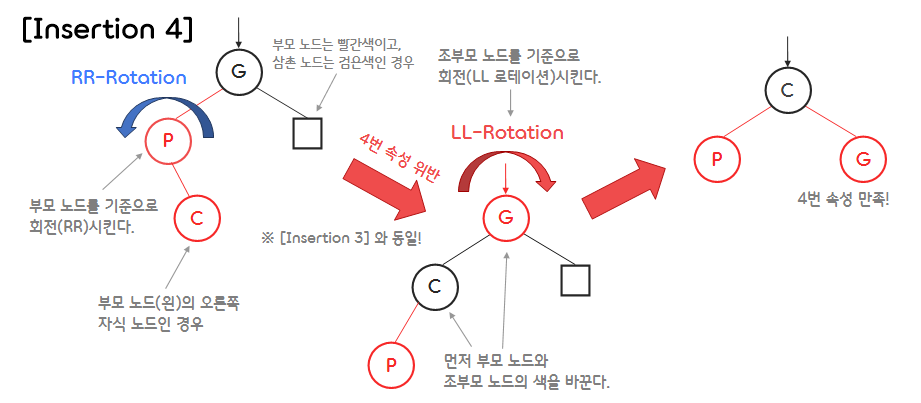 [Insertion 4]
RR-Rotation
G
부모 노드는 빨간색이고,
삼촌 노드는 검은색인 경우
P
C
부모 노드를 기준으로
회전(RR)시킨다.
부모 노드(왼)의 오른쪽
자식 노드인 경우
4번 속성 위반
※ [Insertion 3] 와 동일!
조부모 노드를 기준으로
회전(LL 로테이션)시킨다.
LL-Rotation
G
C
P
먼저 부모 노드와
조부모 노드의 색을 바꾼다.
C
P
G
4번 속성 만족!